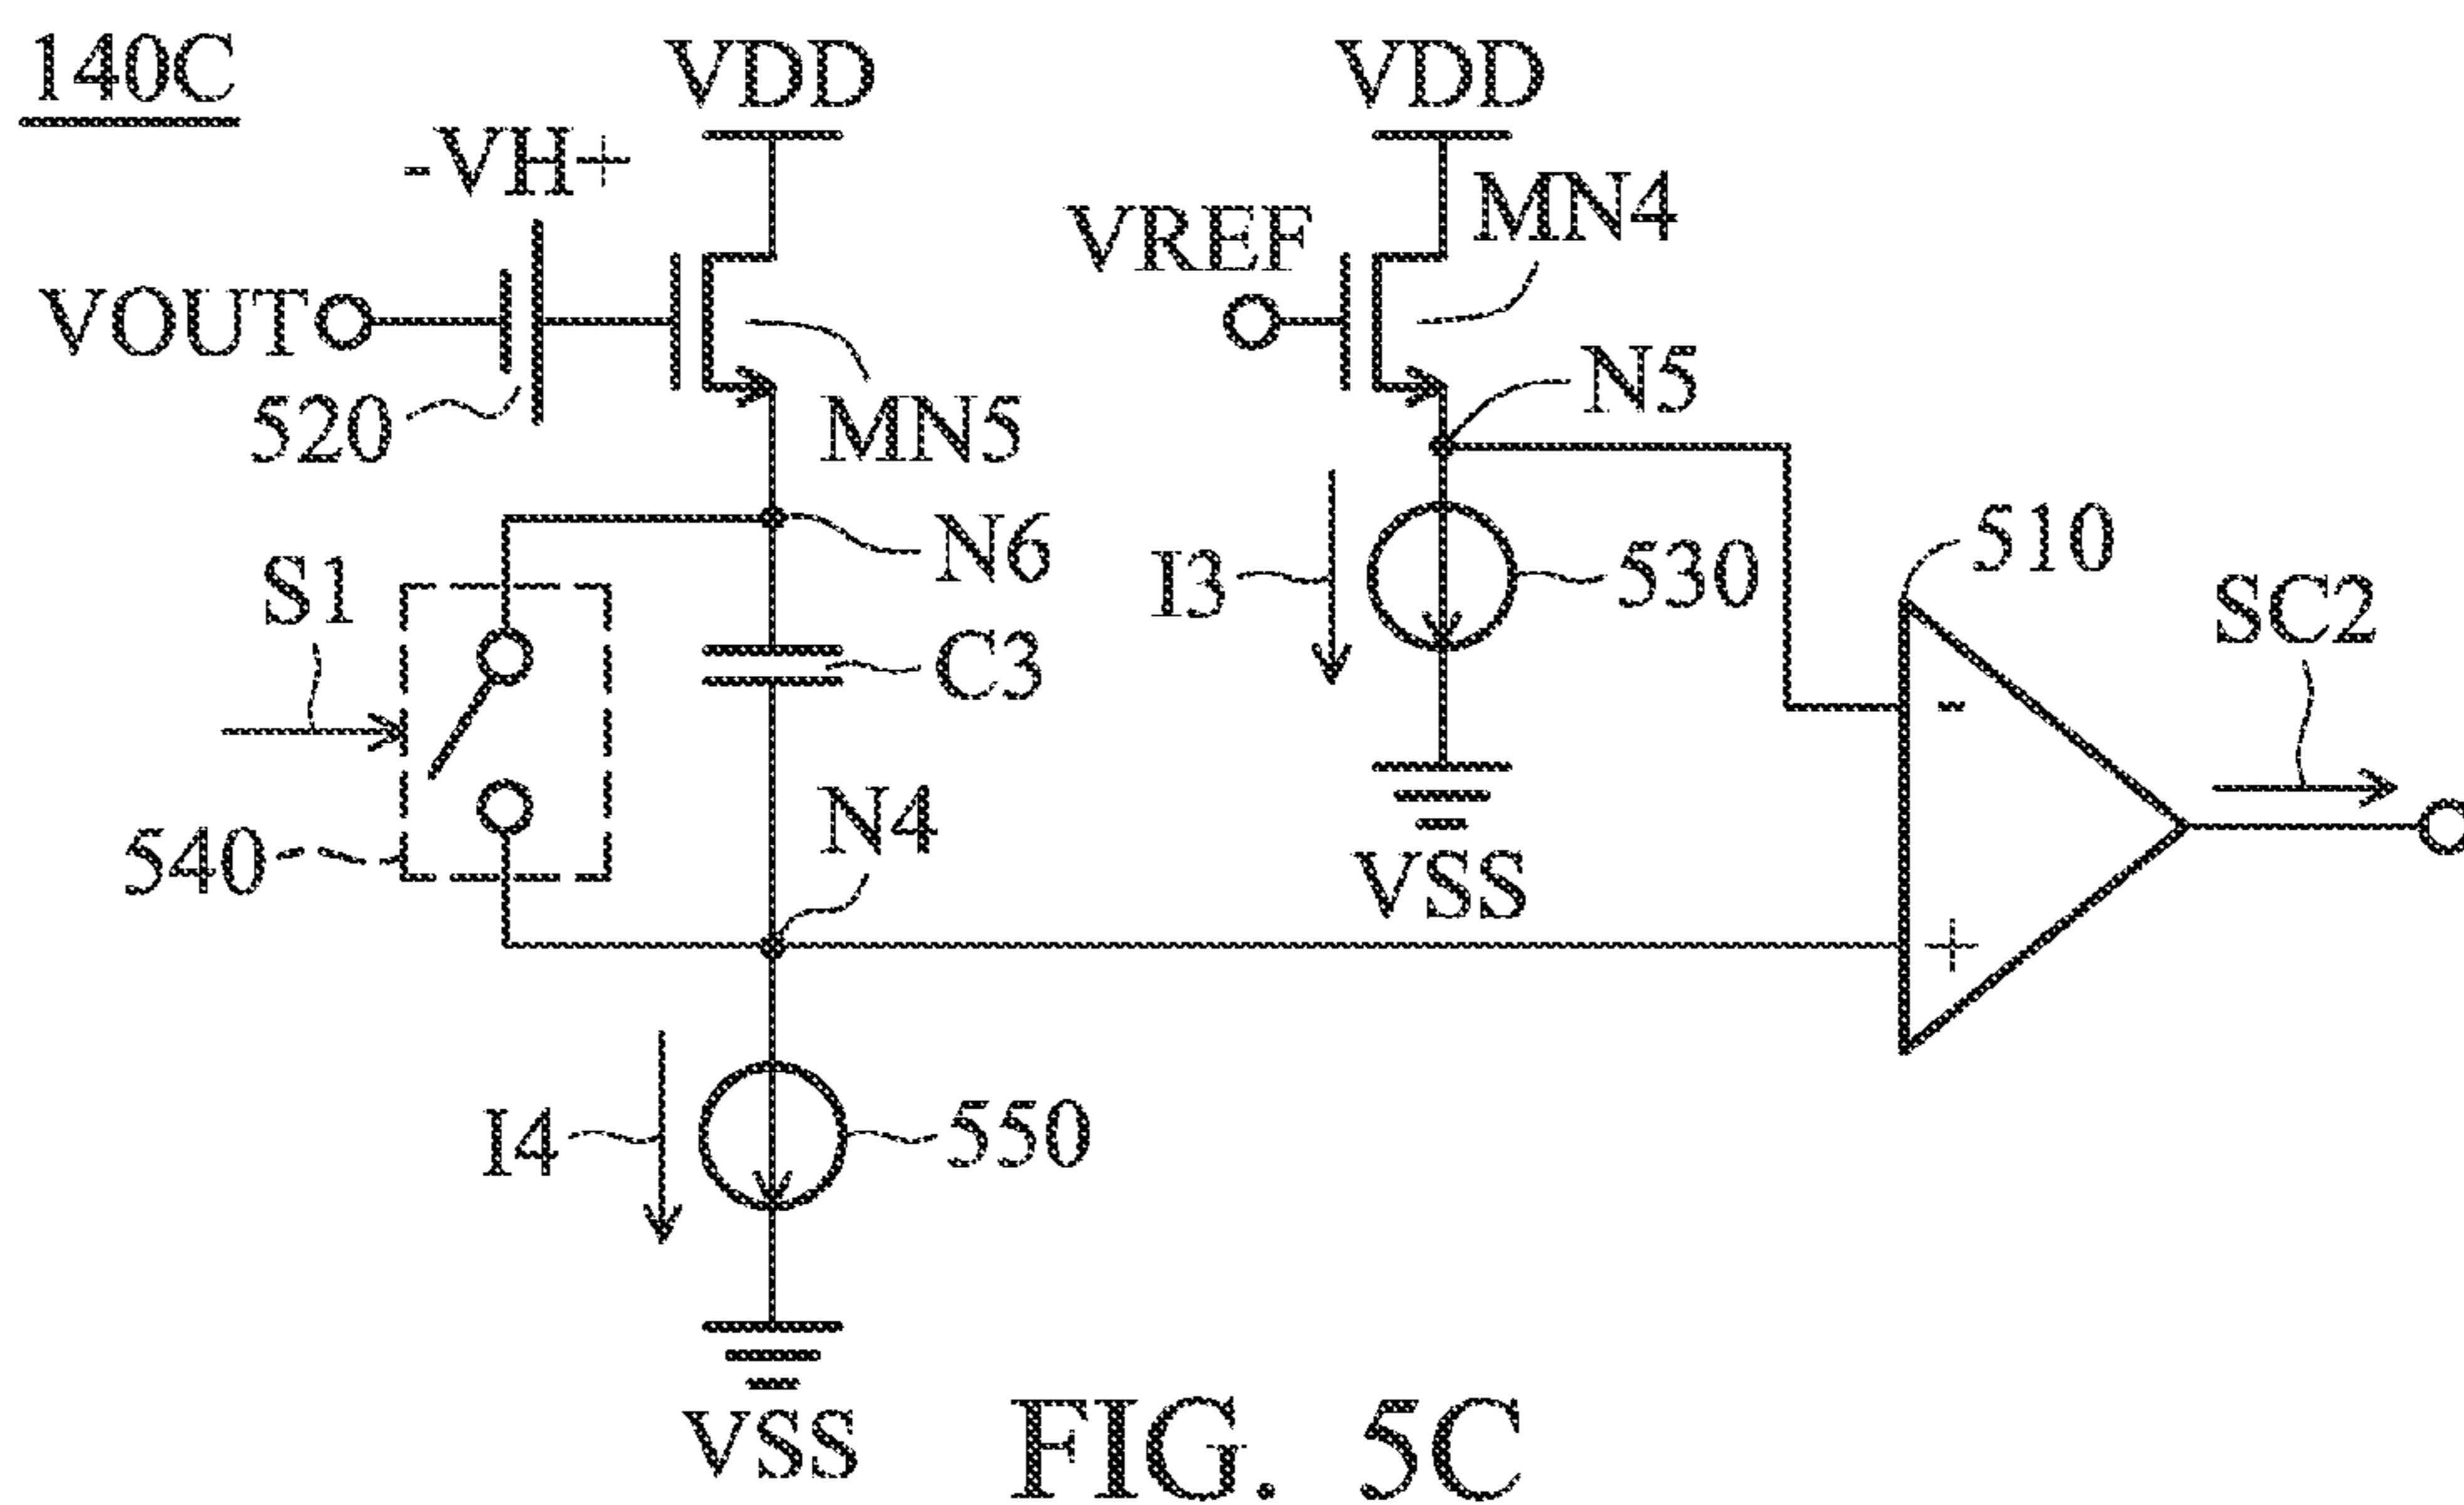 140C
VDD
VDD
-VH+
MN4
VREF
VOUT
N5
520
MN5
N6
S1
I3
530
510
SC2
C3
-
N4
540
VSS
+
I4
550
VSS
FIG. 5C